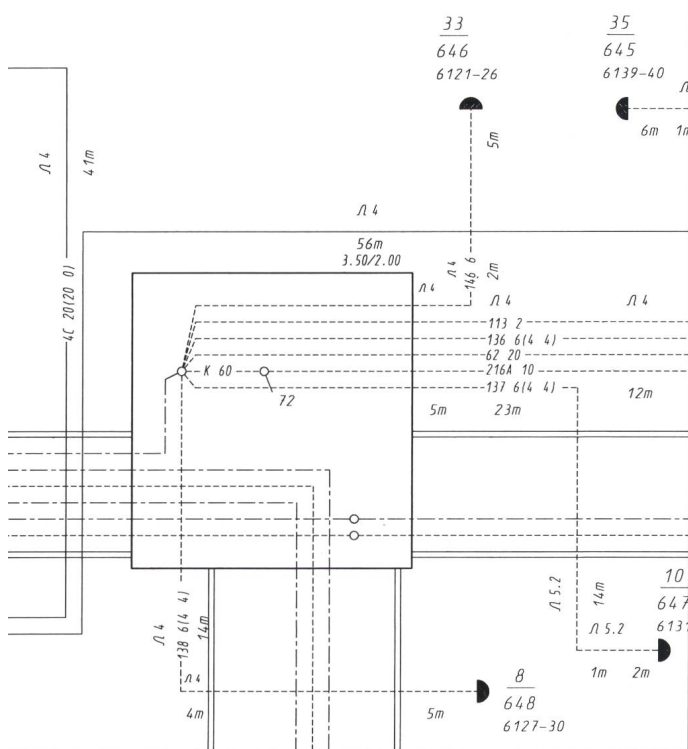 33
646
6121-26
35
645
6139-40
Л
6m
5m
Л 4
41m
Л 4
56m
3.50/2.00
Л 4
146 6
2m
4С 20(20 0)
Л 4
Л 4
Л 4
113 2
136 6(4 4)
К 60
62 20
216А 10
72
137 6(4 4)
5m
23m
12m
Л 5.2
14m
10
647
6131
Л 4
138 6(4 4)
14m
Л 5.2
Л 4
1m
2m
8
648
6127-30
4m
5m